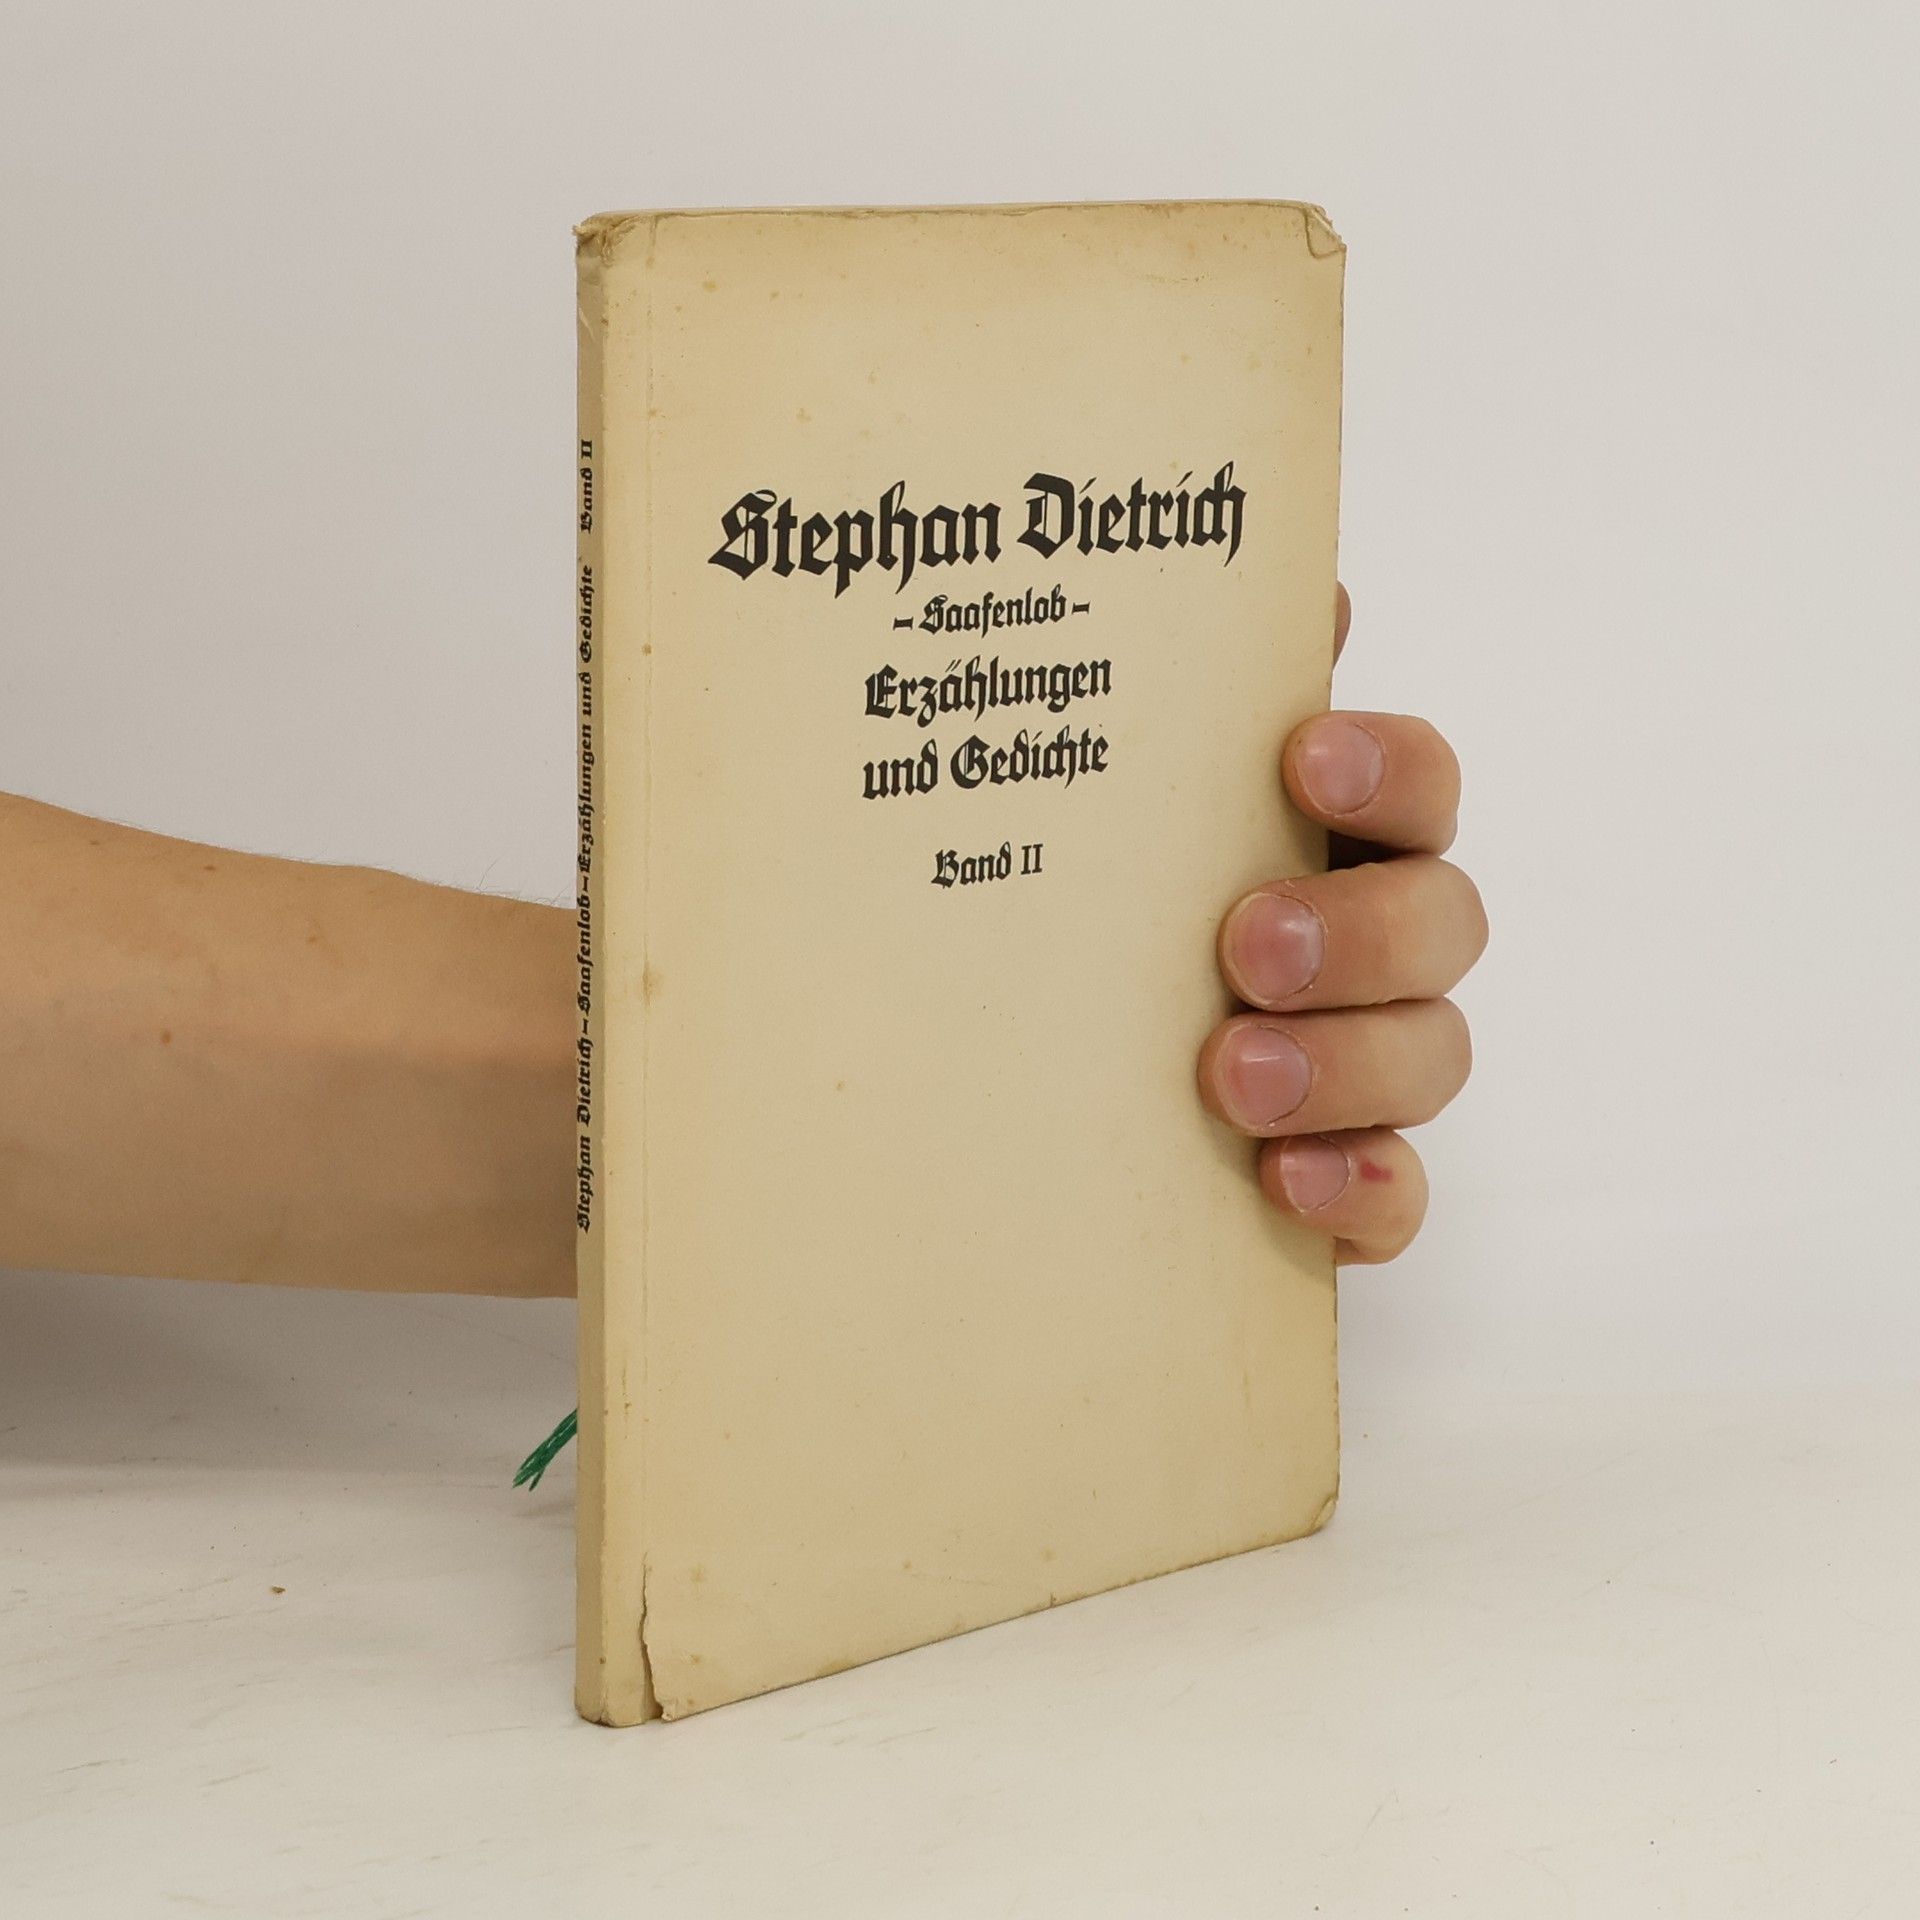 Stephan Dietrich
-Saafenlob-
Erzählungen
und Gedichte
Band II
Stephan Dietrich-Saafenlob-Erzählungen und Gedichte Band II